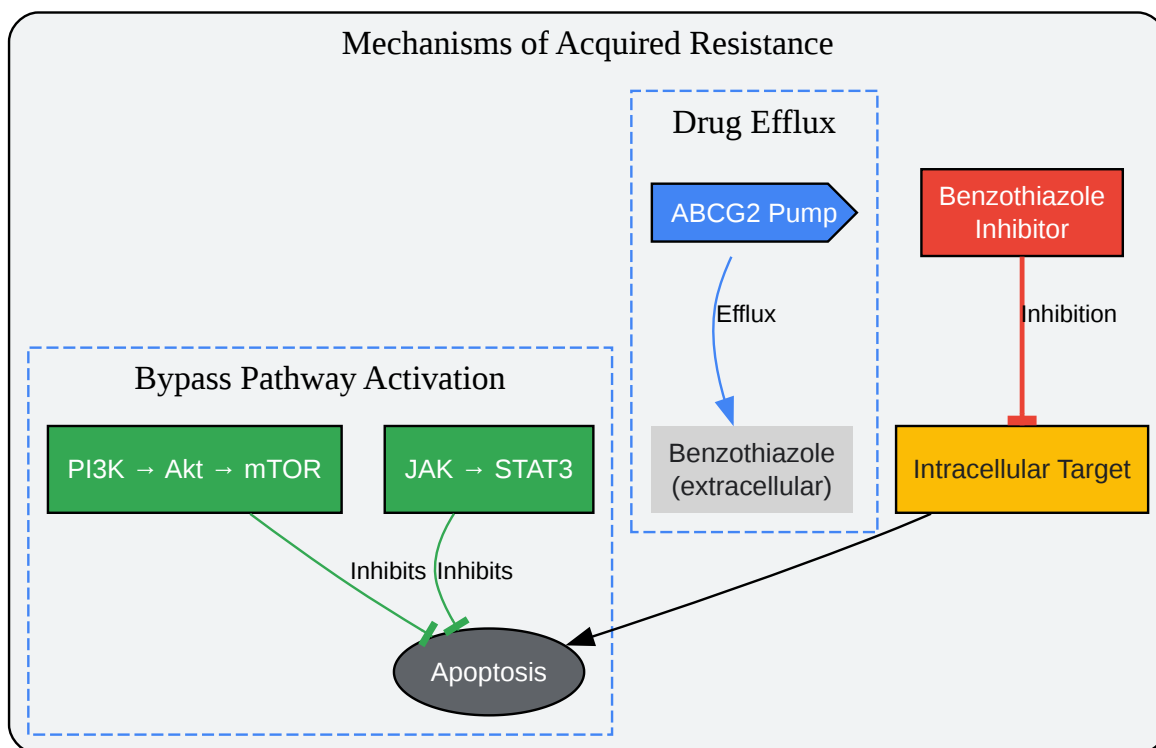 Mechanisms of Acquired Resistance
Drug Efflux
ABCG2 Pump
Benzothiazole
Inhibitor
Efflux
Inhibition
Bypass Pathway Activation
PI3K → Akt → mTOR
JAK → STAT3
Benzothiazole
(extracellular)
Intracellular Target
Inhibits
Inhibits
Apoptosis